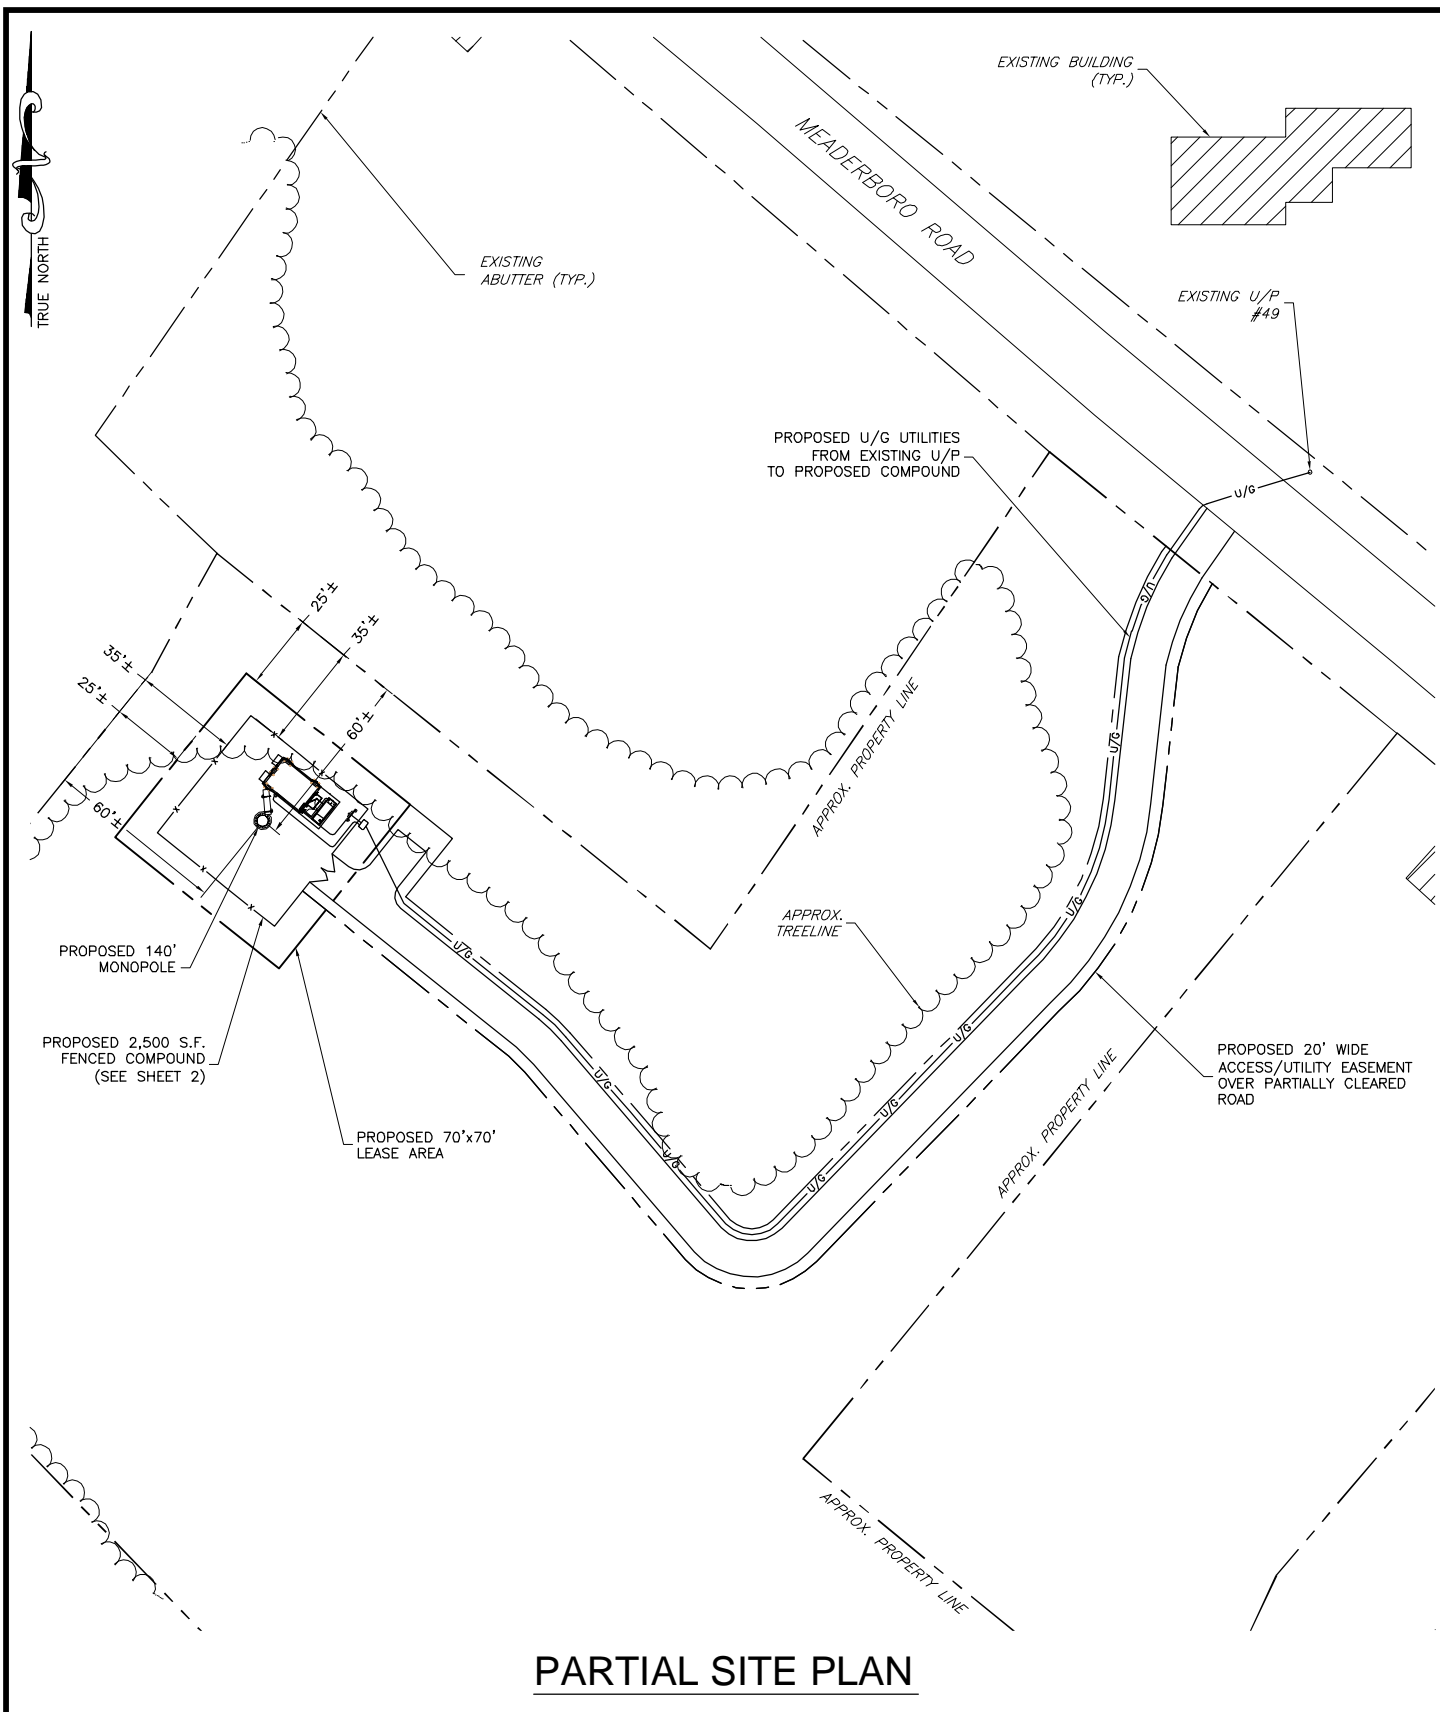 EXISTING BUILDING
(TYP.)
MEADERBORO ROAD
TRUE NORTH
EXISTING
ABUTTER (TYP.)
EXISTING U/P
#49
PROPOSED U/G UTILITIES
FROM EXISTING U/P
TO PROPOSED COMPOUND
U/G
U/G
25'±
35'±
35'±
25'±
60'±
60'±
APPROX. PROPERTY LINE
U/G
x
x
x
x
x
U/G
APPROX.
TREELINE
PROPOSED 140'
MONOPOLE
U/G
PROPOSED 2,500 S.F.
FENCED COMPOUND
(SEE SHEET 2)
U/G
PROPOSED 20' WIDE
ACCESS/UTILITY EASEMENT
OVER PARTIALLY CLEARED
ROAD
U/G
U/G
APPROX. PROPERTY LINE
PROPOSED 70'x70'
LEASE AREA
U/G
U/G
APPROX. PROPERTY LINE
PARTIAL SITE PLAN